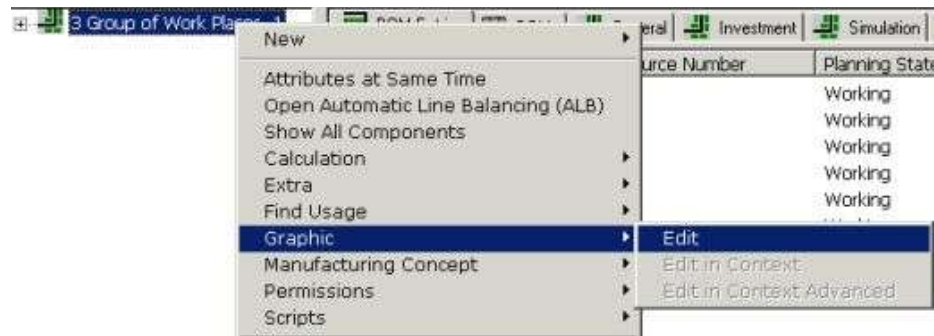 3 Group of Work
eral Investment Simulation
New
urce Number Planning State
Attributes at Same Time
Open Automatic Line Balancing (ALB)
Show All Components
Calculation
Extra
Find Usage
Graphic
Manufacturing Concept
Permissions
Scripts
Working
Working
Working
Working
Working
Edit
Edit in Context
Edit in Context Advanced